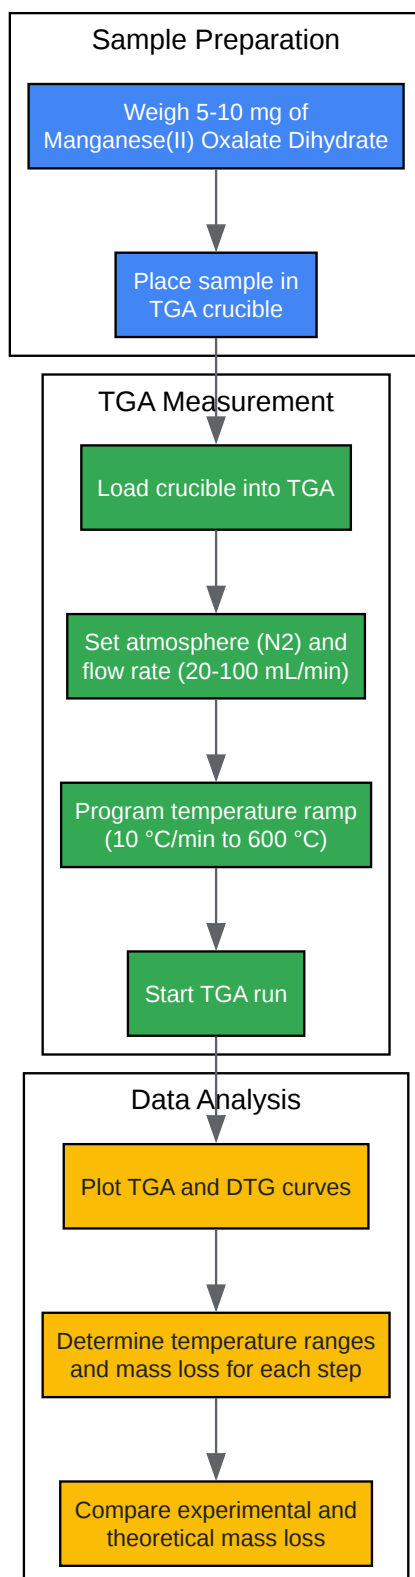 Sample Preparation
Weigh 5-10 mg of
Manganese(II) Oxalate Dihydrate
Place sample in
TGA crucible
TGA Measurement
Load crucible into TGA
Set atmosphere (N2) and
flow rate (20-100 mL/min)
Program temperature ramp
(10 °C/min to 600 °C)
Start TGA run
Data Analysis
Plot TGA and DTG curves
Determine temperature ranges
and mass loss for each step
Compare experimental and
theoretical mass loss